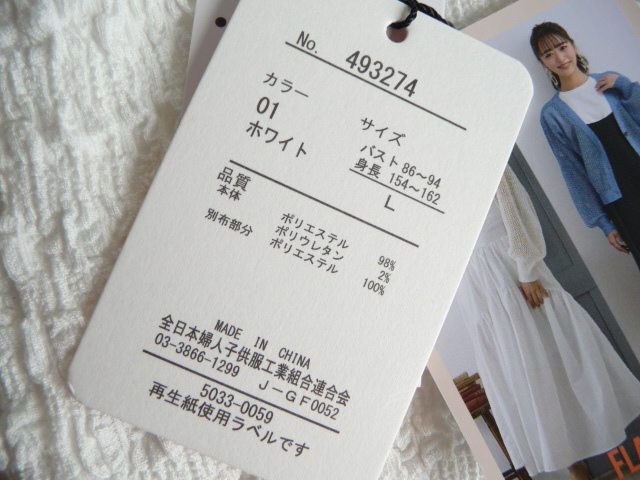 No. 493274
カラー
01
ホワイト
サイズ
バスト 86～94
身長 154～162
L
品質
本体 ポリエステル 98%
ポリウレタン 2%
別布部分 ポリエステル 100%
MADE IN CHINA
全日本婦人子供服工業組合連合会
03-3866-1299 J－GF0052
5033-0059
再生紙使用ラベルです
FL